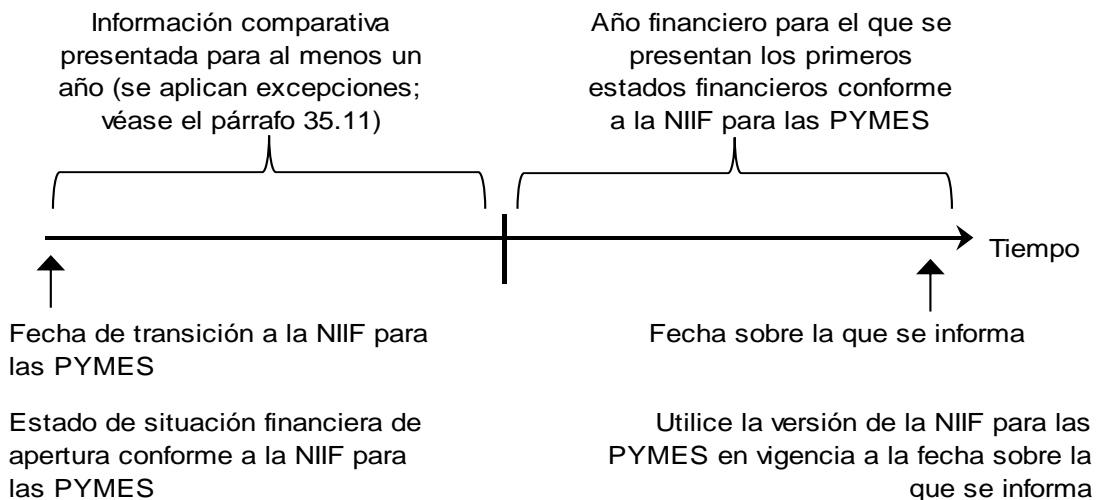 Información comparativa
presentada para al menos un
año (se aplican excepciones;
véase el párrafo 35.11)
Año financiero para el que se
presentan los primeros
estados financieros conforme
a la NIIF para las PYMES
Tiempo
Fecha de transición a la NIIF para
las PYMES
Fecha sobre la que se informa
Estado de situación financiera de
apertura conforme a la NIIF para
las PYMES
Utilice la versión de la NIIF para las
PYMES en vigencia a la fecha sobre la
que se informa